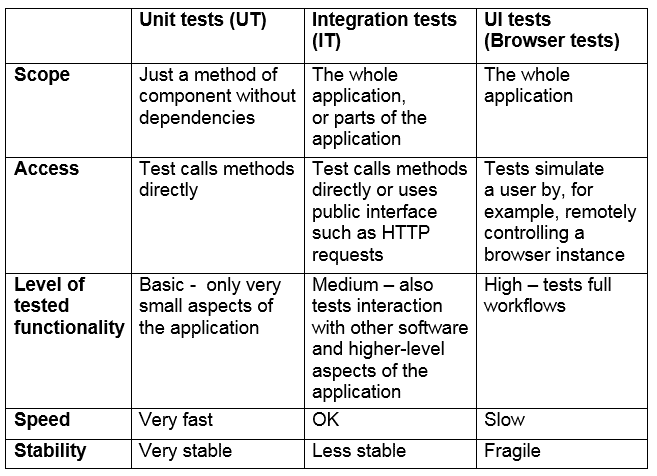 Unit tests (UT)
Integration tests
(IT)
UI tests
(Browser tests)
Scope
Just a method of
component without
dependencies
The whole
application,
or parts of the
application
The whole
application
Access
Test calls methods
directly
Test calls methods
directly or uses
public interface
such as HTTP
requests
Tests simulate
a user by, for
example, remotely
controlling a
browser instance
Level of
tested
functionality
Basic -  only very
small aspects of
the application
Medium – also
tests interaction
with other software
and higher-level
aspects of the
application
High – tests full
workflows
Speed
Very fast
OK
Slow
Stability
Very stable
Less stable
Fragile